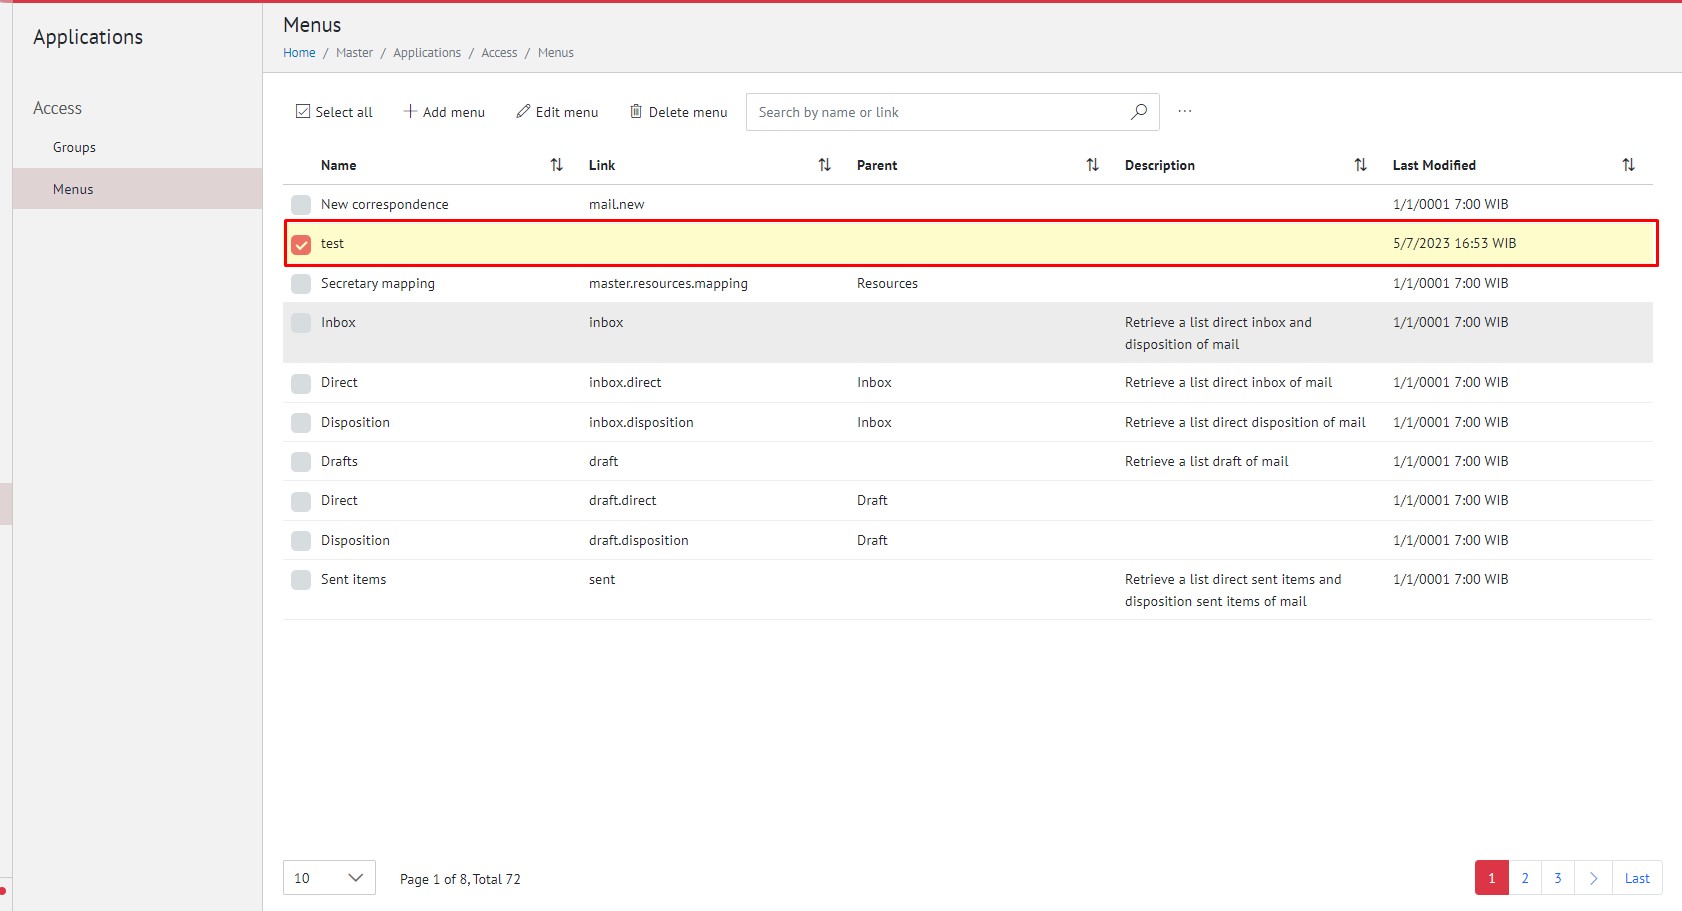 Applications
Access
Groups
Menus
Menus
Home / Master / Applications / Access / Menus
Select all Add menu Edit menu Delete menu Search by name or link ...
Name Link Parent Description Last Modified
New correspondence mail.new 1/1/0001 7:00 WIB
test 5/7/2023 16:53 WIB
Secretary mapping master.resources.mapping Resources 1/1/0001 7:00 WIB
Inbox inbox Retrieve a list direct inbox and 1/1/0001 7:00 WIB
disposition of mail
Direct inbox.direct Inbox Retrieve a list direct inbox of mail 1/1/0001 7:00 WIB
Disposition inbox.disposition Inbox Retrieve a list direct disposition of mail 1/1/0001 7:00 WIB
Drafts draft Retrieve a list draft of mail 1/1/0001 7:00 WIB
Direct draft.direct Draft 1/1/0001 7:00 WIB
Disposition draft.disposition Draft 1/1/0001 7:00 WIB
Sent items sent Retrieve a list direct sent items and 1/1/0001 7:00 WIB
disposition sent items of mail
10 Page 1 of 8, Total 72 1 2 3 > Last